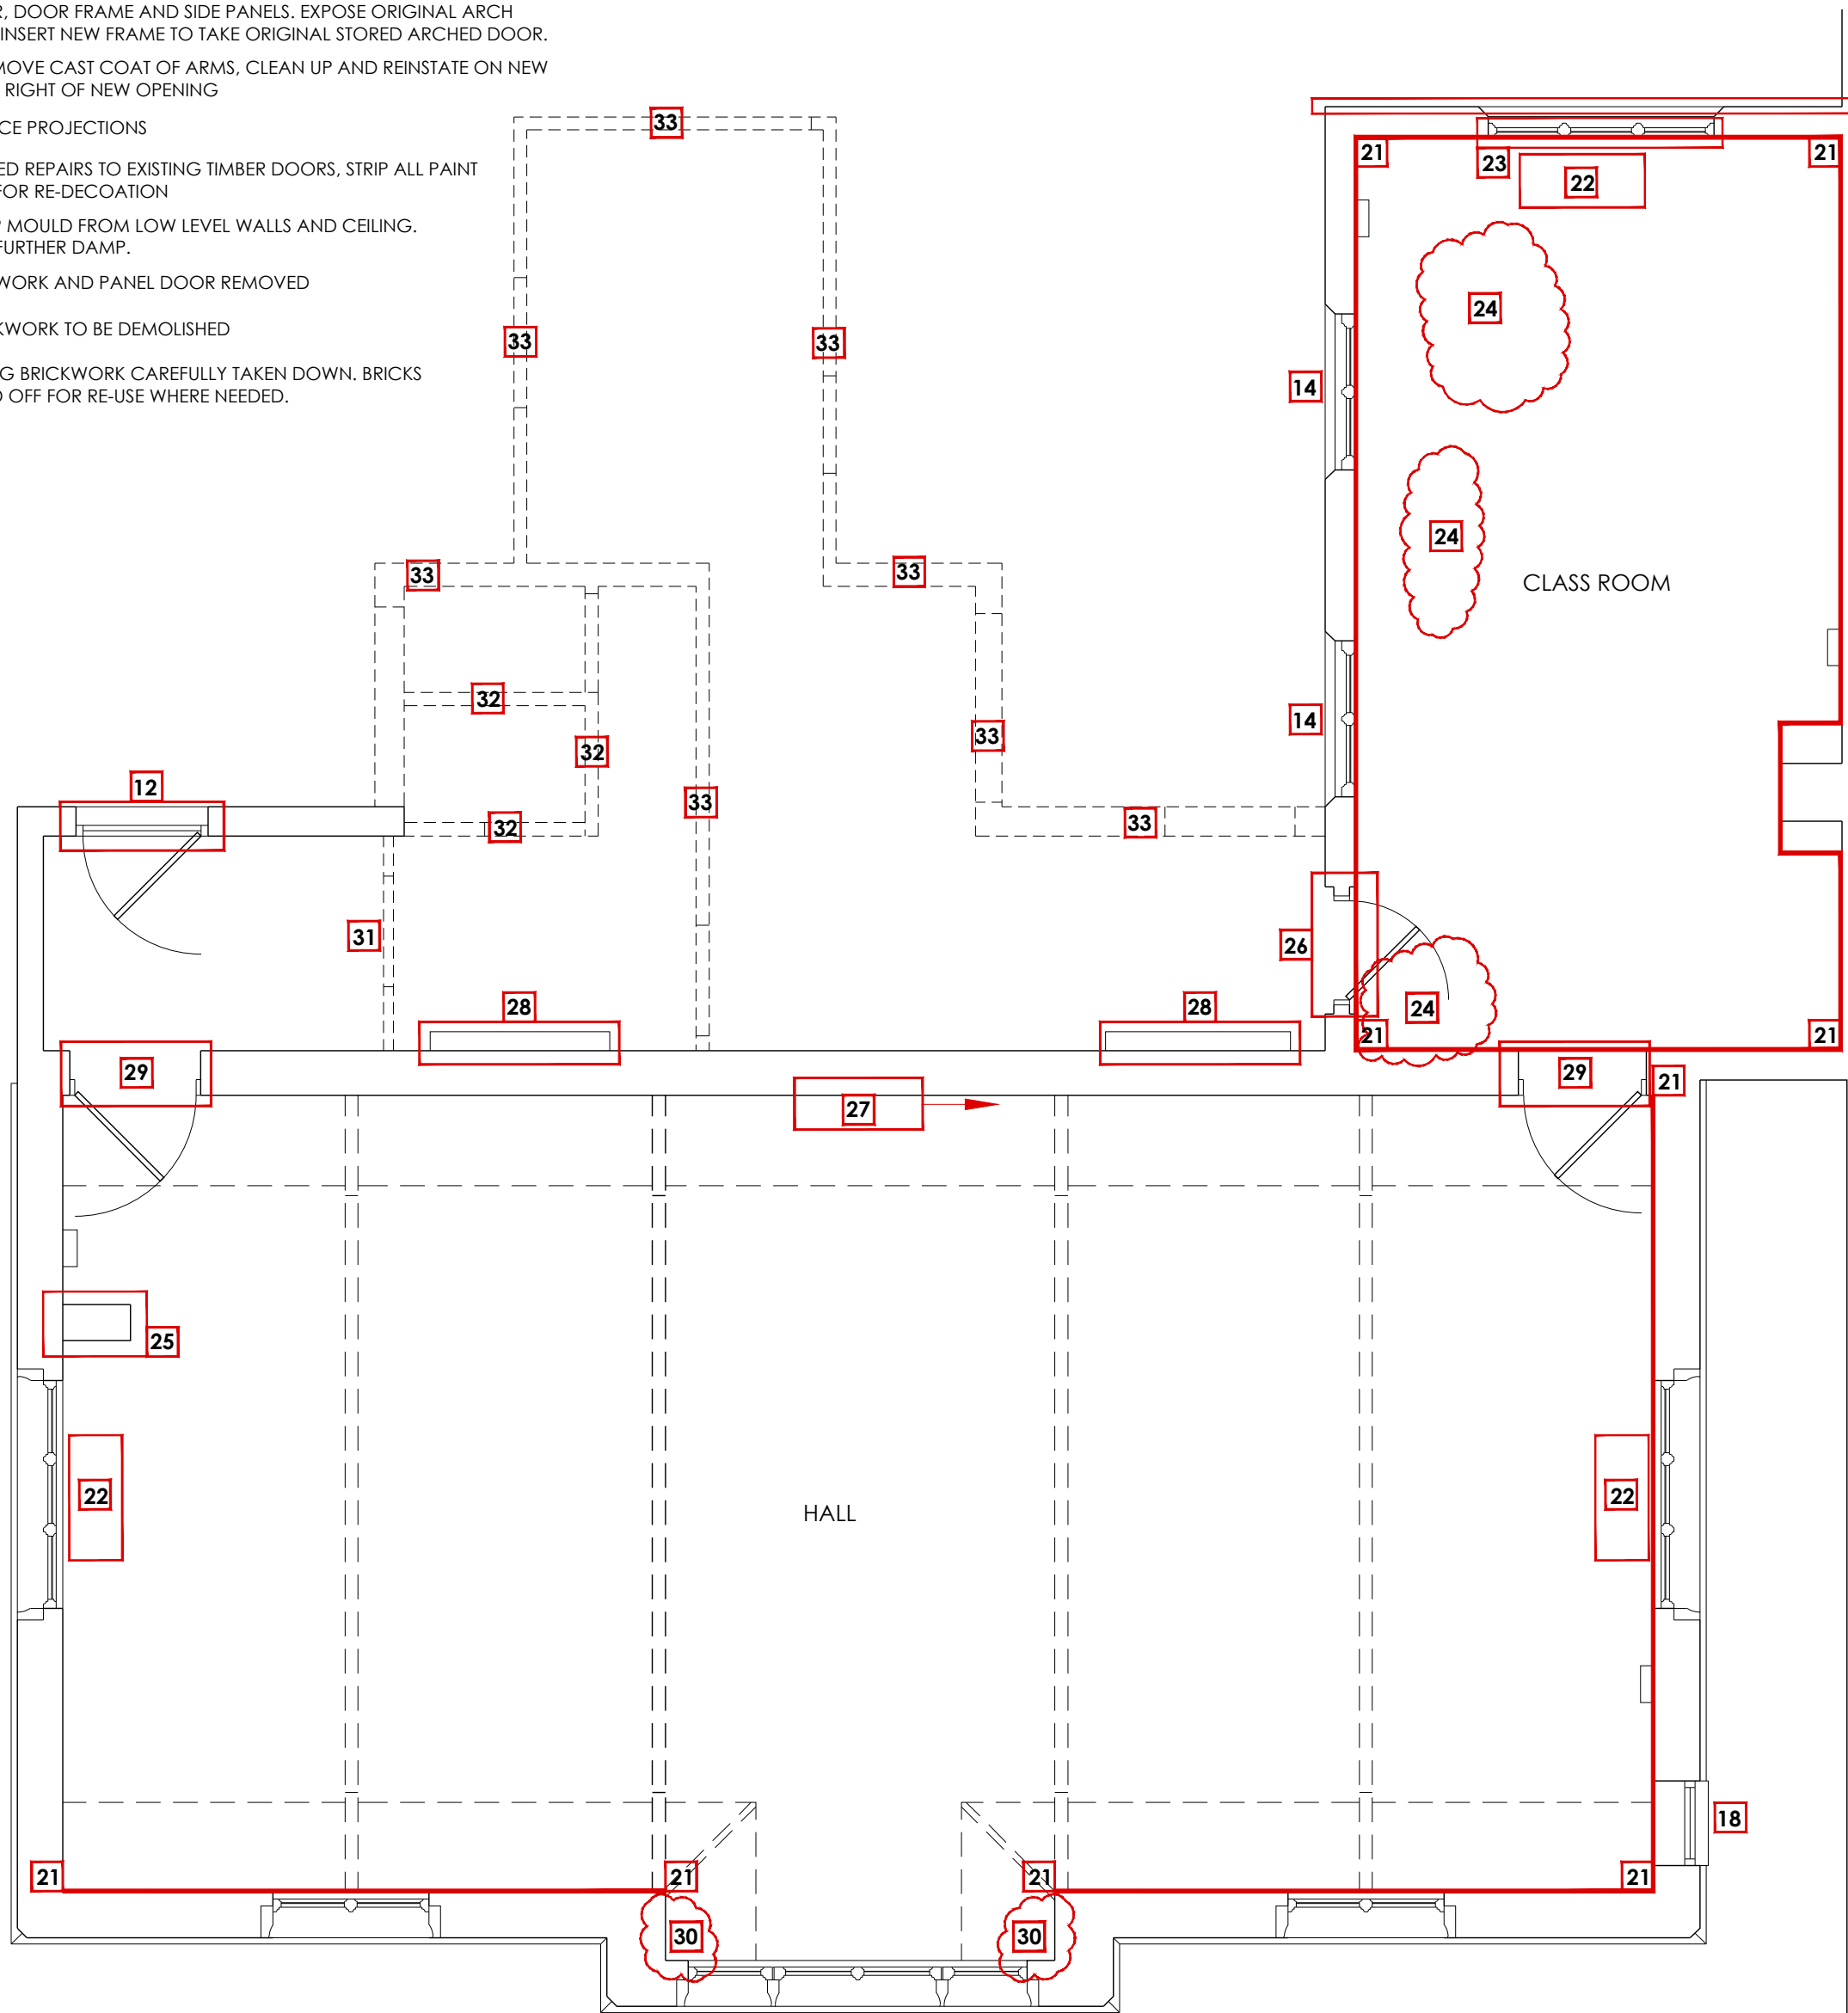 R, DOOR FRAME AND SIDE PANELS. EXPOSE ORIGINAL ARCH
INSERT NEW FRAME TO TAKE ORIGINAL STORED ARCHED DOOR.
MOVE CAST COAT OF ARMS, CLEAN UP AND REINSTATE ON NEW
RIGHT OF NEW OPENING
CE PROJECTIONS
ED REPAIRS TO EXISTING TIMBER DOORS, STRIP ALL PAINT
FOR RE-DECOATION
P MOULD FROM LOW LEVEL WALLS AND CEILING.
FURTHER DAMP.
WORK AND PANEL DOOR REMOVED
KWORK TO BE DEMOLISHED
G BRICKWORK CAREFULLY TAKEN DOWN. BRICKS
D OFF FOR RE-USE WHERE NEEDED.
33
21
21
23
22
24
33
33
14
24
33
33
CLASS ROOM
32
14
33
32
12
33
32
33
31
26
28
28
24
21
21
29
29
21
27
25
22
22
HALL
18
21
21
21
21
30
30